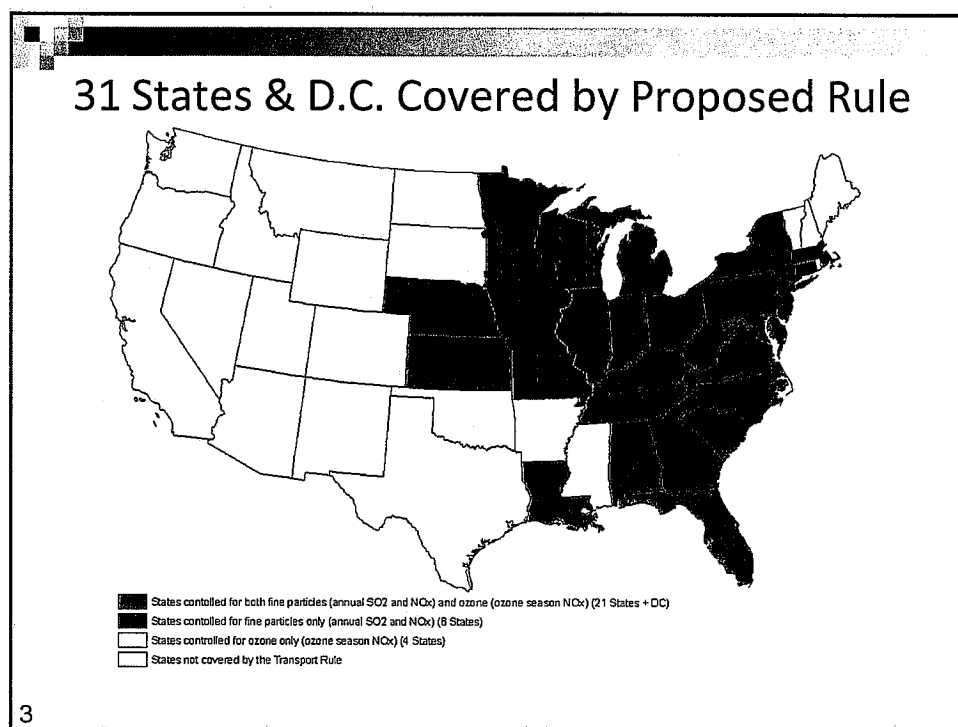 31 States & D.C. Covered by Proposed Rule
States contolled for both fine particles (annual SO2 and NOx) and ozone (ozone season NOx) (21 States + DC)
States contolled for fine particles only (annual SO2 and NOx) (6 States)
States controlled for ozone only (ozone season NOx) (4 States)
States not covered by the Transport Rule
3